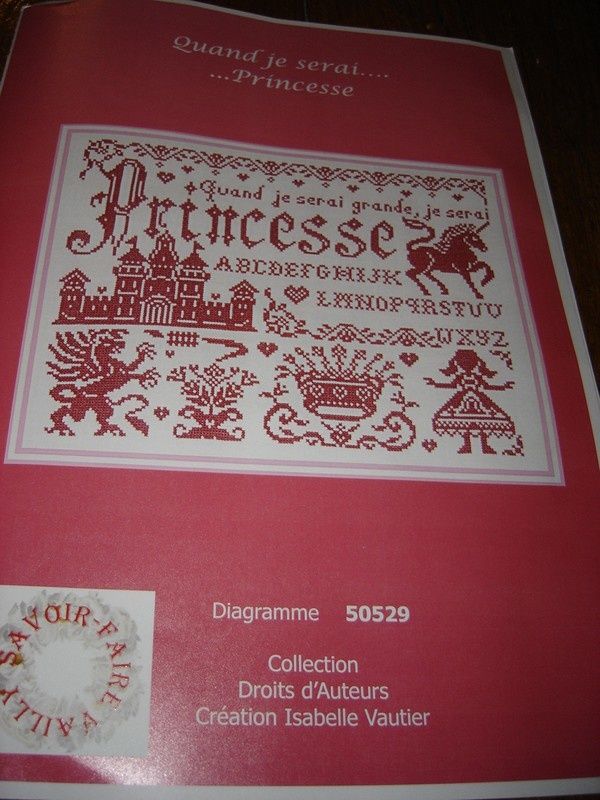 Quand je serai....
...Princesse
Quand je serai grande, je serai
Princesse
ABCDEFGHIJK
LMNOPQRSTUV
WXYZ
SAVOIR-FAIRE VAILLY
Diagramme 50529
Collection
Droits d'Auteurs
Création Isabelle Vautier